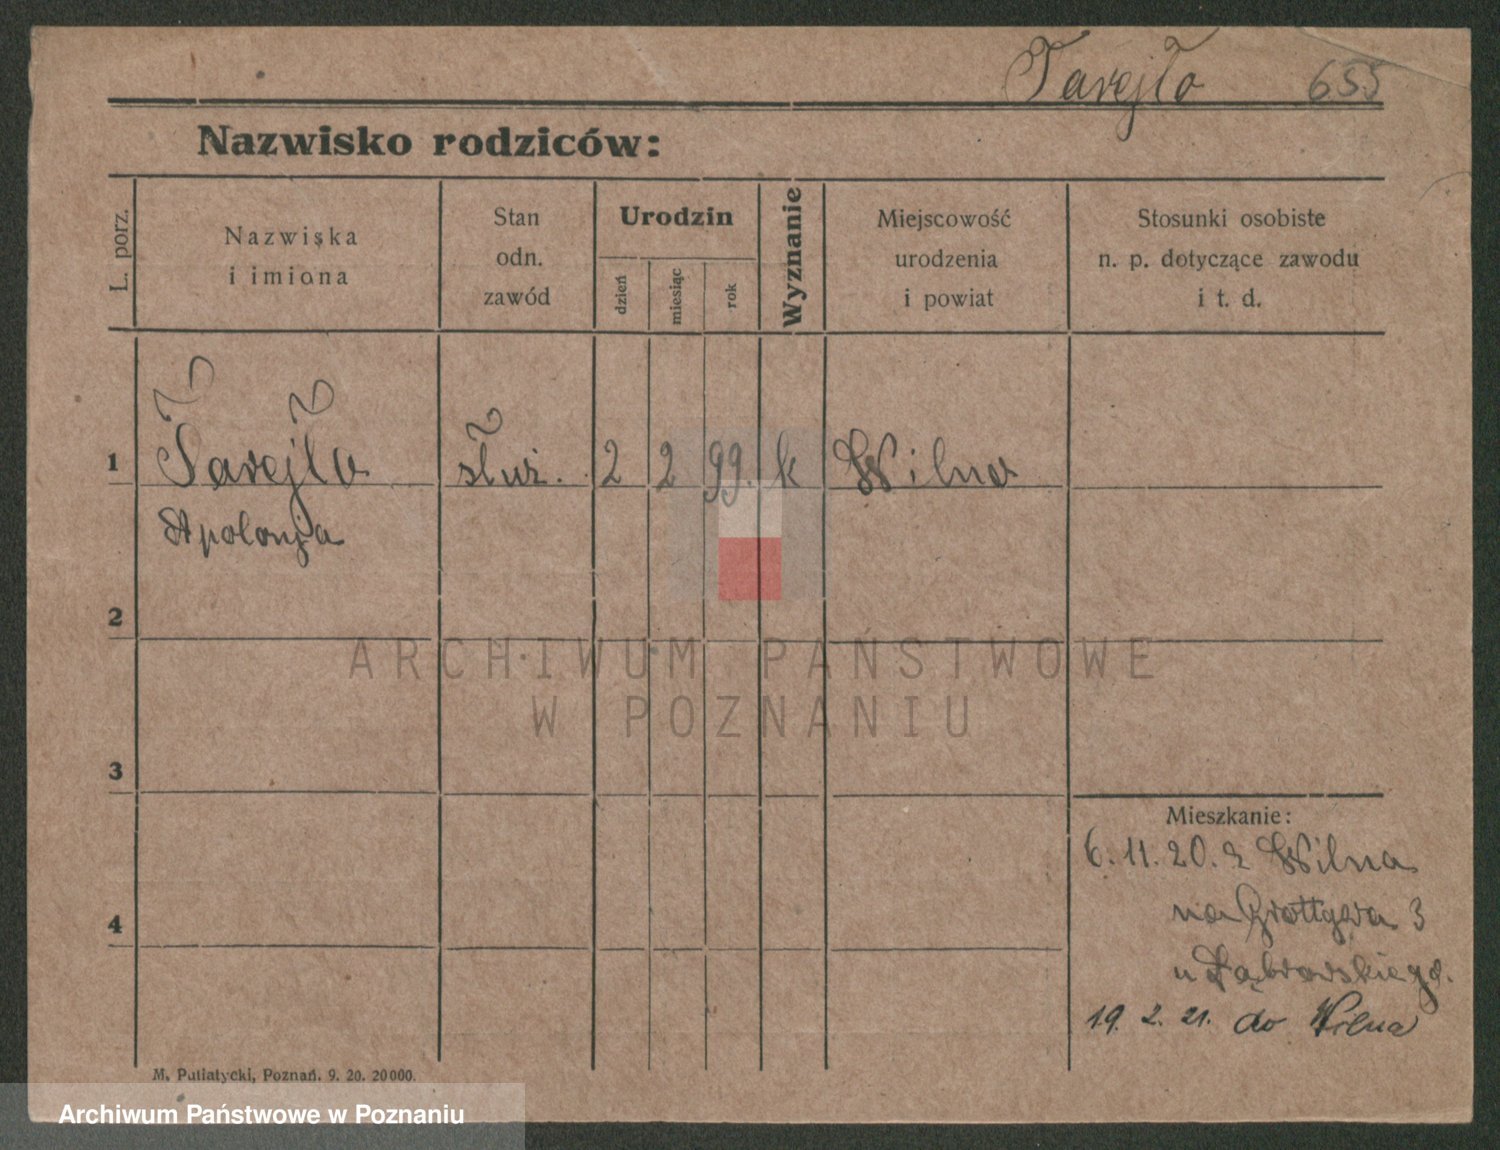 Tarejło 655
Nazwisko rodziców:
L. porz.
Nazwiska
i imiona
Stan
odn.
zawód
Urodzin
dzień
miesiąc
rok
Wyznanie
Miejscowość
urodzenia
i powiat
Stosunki osobiste
n. p. dotyczące zawodu
i t. d.
1 Tarejło służ. 2 2 99. k Wilna
Apolonja
2
ARCHIWUM PAŃSTWOWE
W POZNANIU
3
Mieszkanie:
6. 11. 20. z Wilna
na Grottgera 3
u Dąbrowskiego.
4
19. 2. 21. do Wilna
M. Putiatycki, Poznań. 9. 20. 20000.
Archiwum Państwowe w Poznaniu